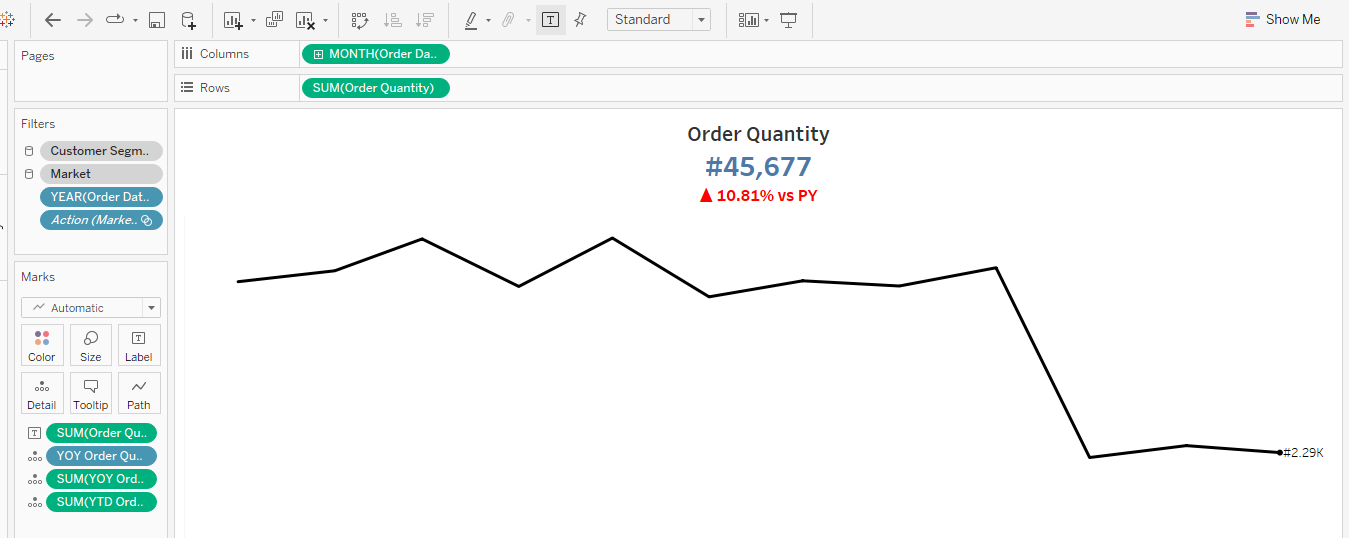 Standard
Show Me
Pages
Columns
MONTH(Order Da..
Rows
SUM(Order Quantity)
Filters
Customer Segm..
Market
YEAR(Order Dat..
Action (Marke..
Marks
Automatic
Color
Size
Label
Detail
Tooltip
Path
SUM(Order Qu..
YOY Order Qu..
SUM(YOY Ord..
SUM(YTD Ord..
Order Quantity
#45,677
▲ 10.81% vs PY
#2.29K